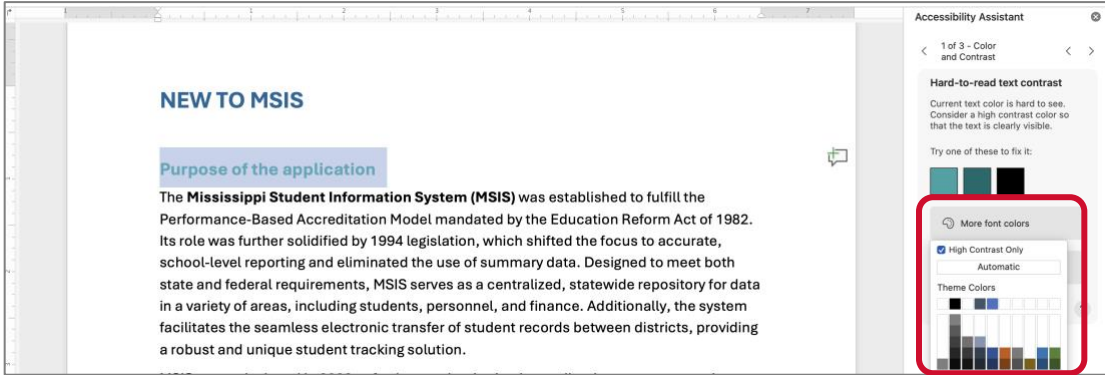 NEW TO MSIS
Purpose of the application
The Mississippi Student Information System (MSIS) was established to fulfill the
Performance-Based Accreditation Model mandated by the Education Reform Act of 1982.
Its role was further solidified by 1994 legislation, which shifted the focus to accurate,
school-level reporting and eliminated the use of summary data. Designed to meet both
state and federal requirements, MSIS serves as a centralized, statewide repository for data
in a variety of areas, including students, personnel, and finance. Additionally, the system
facilitates the seamless electronic transfer of student records between districts, providing
a robust and unique student tracking solution.
Accessibility Assistant
1 of 3 - Color
and Contrast
Hard-to-read text contrast
Current text color is hard to see.
Consider a high contrast color so
that the text is clearly visible.
Try one of these to fix it:
More font colors
High Contrast Only
Automatic
Theme Colors